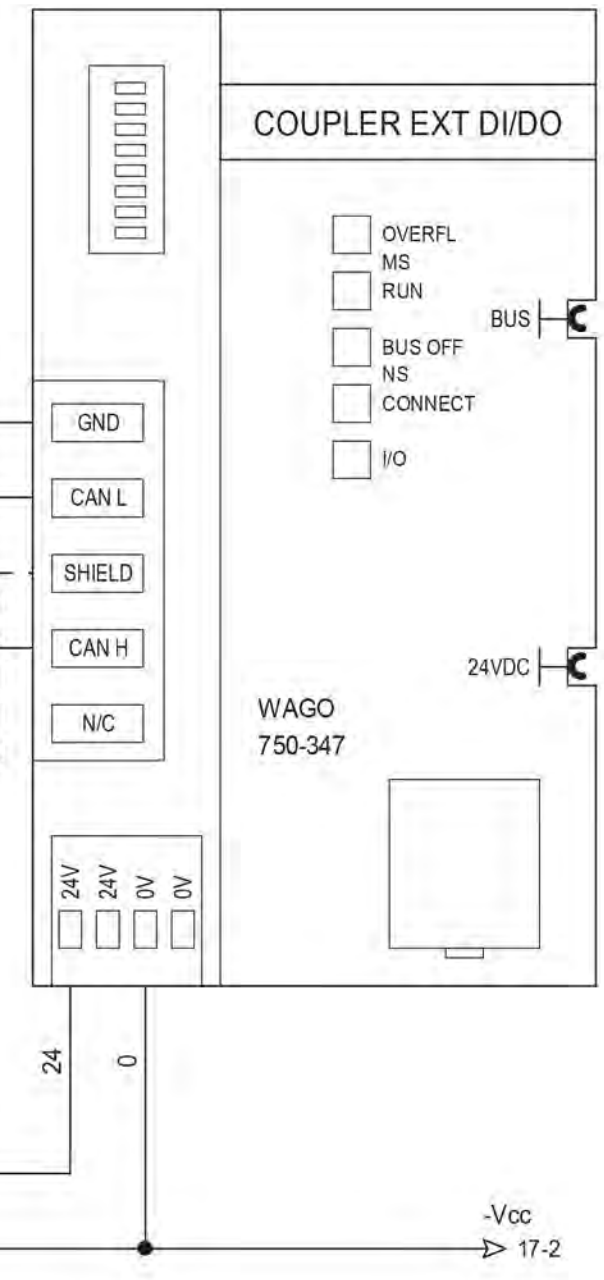 COUPLER EXT DI/DO
OVERFL
MS
RUN
BUS
BUS OFF
NS
CONNECT
I/O
GND
CAN L
SHIELD
CAN H
N/C
24VDC
WAGO
750-347
24V
24V
0V
0V
24
0
-Vcc
17-2